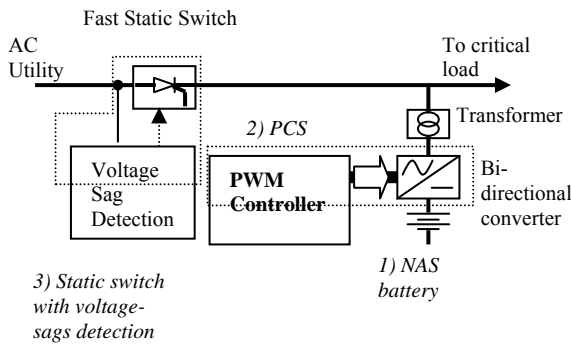 Fast Static Switch
AC
Utility
To critical
load
Transformer
2) PCS
Voltage
Sag
Detection
PWM
Controller
Bi-
directional
converter
1) NAS
battery
3) Static switch
with voltage-
sags detection